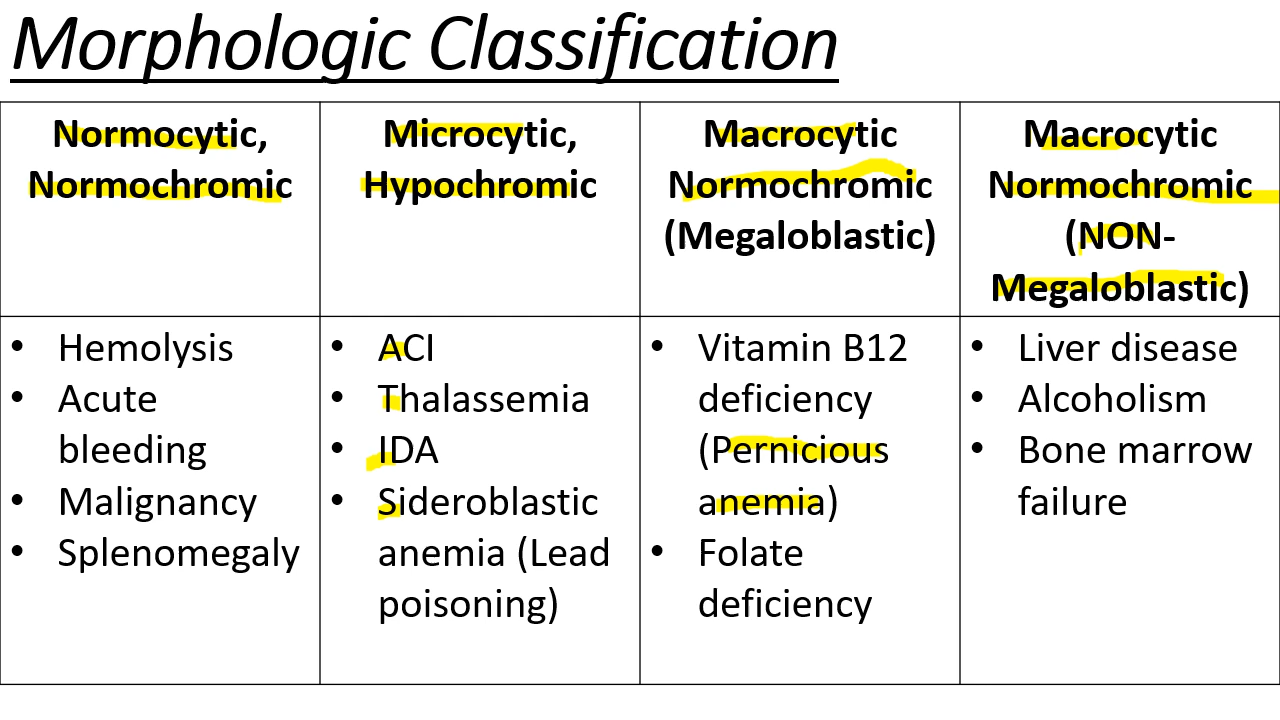 Morphologic Classification
Normocytic,
Normochromic
Microcytic,
Hypochromic
Macrocytic
Normochromic
(Megaloblastic)
Macrocytic
Normochromic
(NON-
Megaloblastic)
• Hemolysis
• Acute
bleeding
• Malignancy
• Splenomegaly
• ACI
• Thalassemia
• IDA
• Sideroblastic
anemia (Lead
poisoning)
• Vitamin B12
deficiency
(Pernicious
anemia)
• Folate
deficiency
• Liver disease
• Alcoholism
• Bone marrow
failure